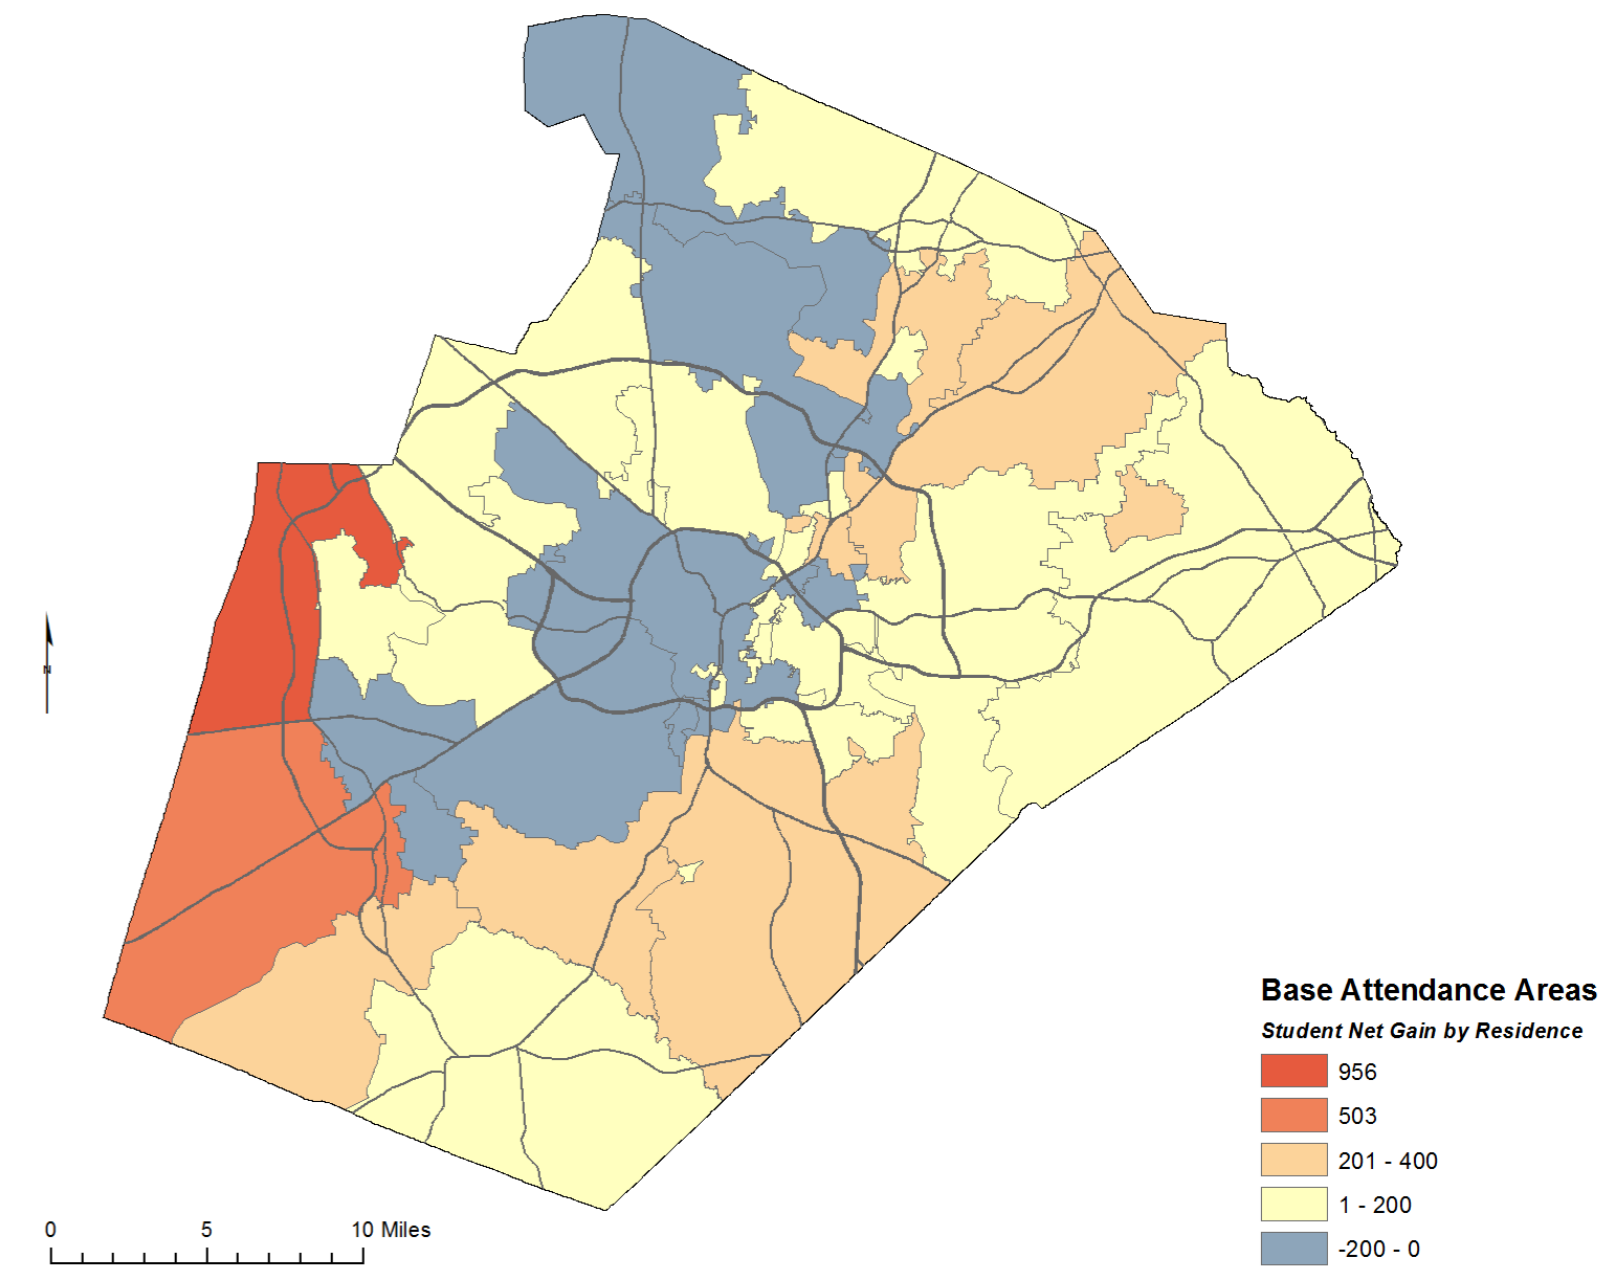 N
0 5 10 Miles
Base Attendance Areas
Student Net Gain by Residence
956
503
201 - 400
1 - 200
-200 - 0